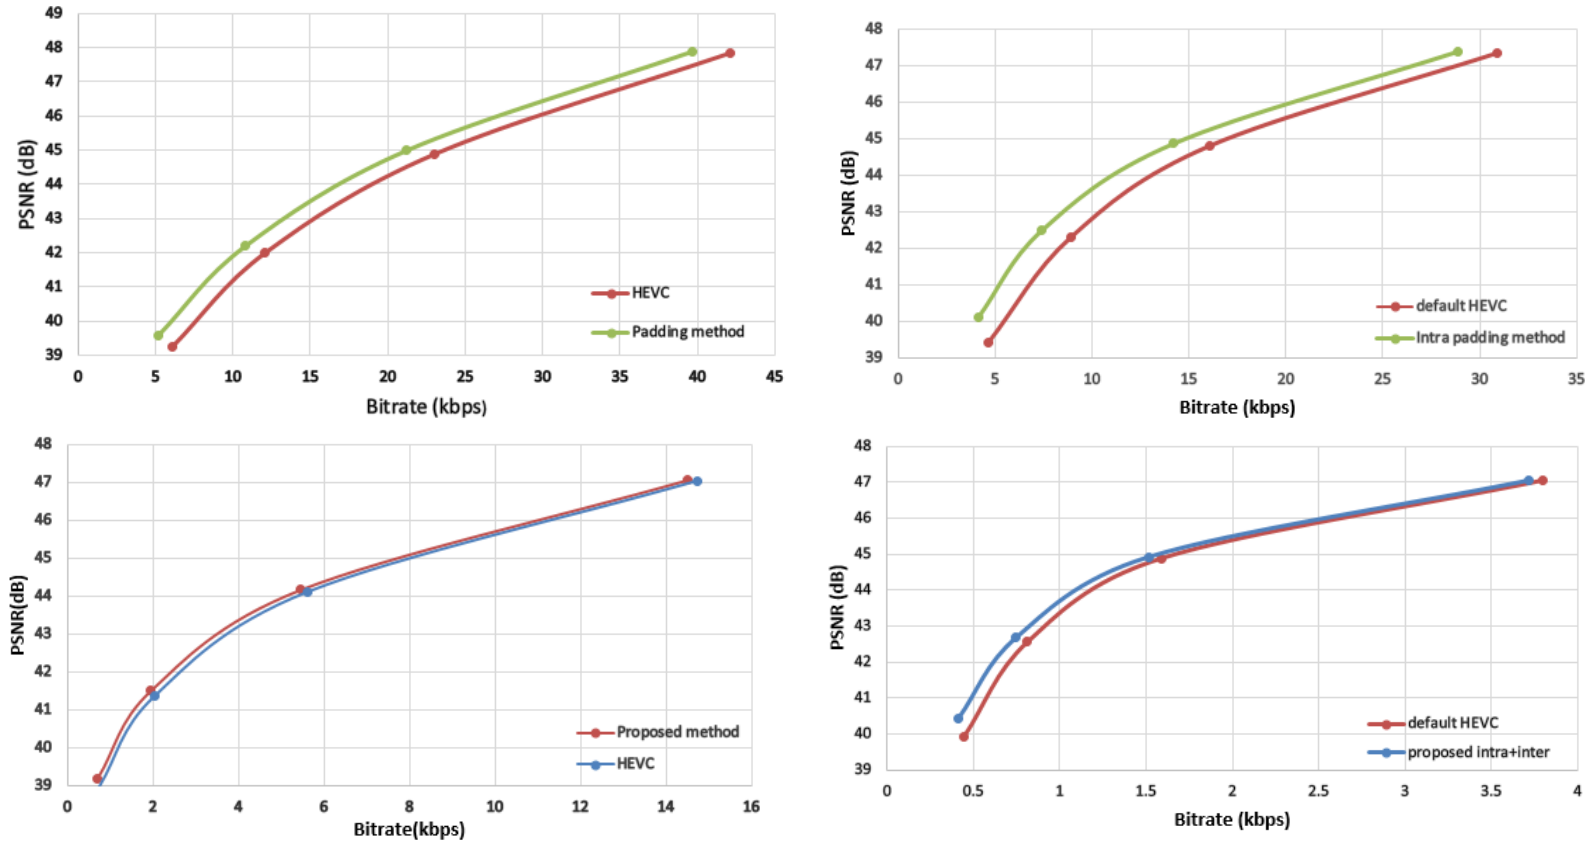 49
48
47
46
45
44
43
42
41
40
39
PSNR (dB)
HEVC
Padding method
0 5 10 15 20 25 30 35 40 45
Bitrate (kbps)
48
47
46
45
44
43
42
41
40
39
PSNR (dB)
default HEVC
Intra padding method
0 5 10 15 20 25 30 35
Bitrate (kbps)
48
47
46
45
44
43
42
41
40
39
PSNR(dB)
Proposed method
HEVC
0 2 4 6 8 10 12 14 16
Bitrate(kbps)
48
47
46
45
44
43
42
41
40
39
PSNR (dB)
default HEVC
proposed intra+inter
0 0.5 1 1.5 2 2.5 3 3.5 4
Bitrate (kbps)